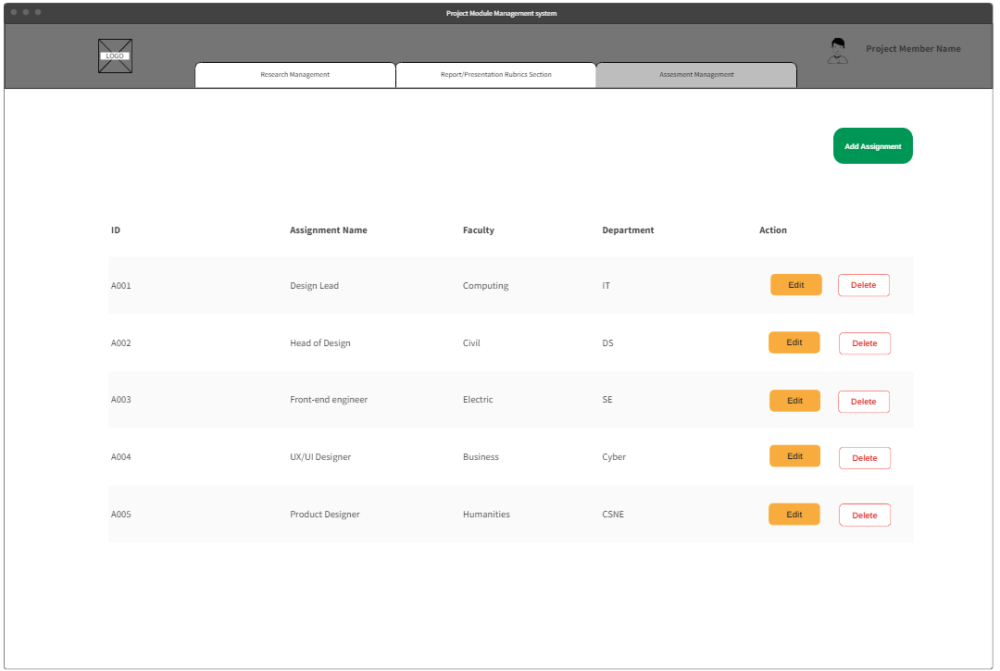 Project Module Management system
LOGO
Project Member Name
Research Management
Report/Presentation Rubrics Section
Assesment Management
Add Assignment
ID Assignment Name Faculty Department Action
A001 Design Lead Computing IT Edit Delete
A002 Head of Design Civil DS Edit Delete
A003 Front-end engineer Electric SE Edit Delete
A004 UX/UI Designer Business Cyber Edit Delete
A005 Product Designer Humanities CSNE Edit Delete